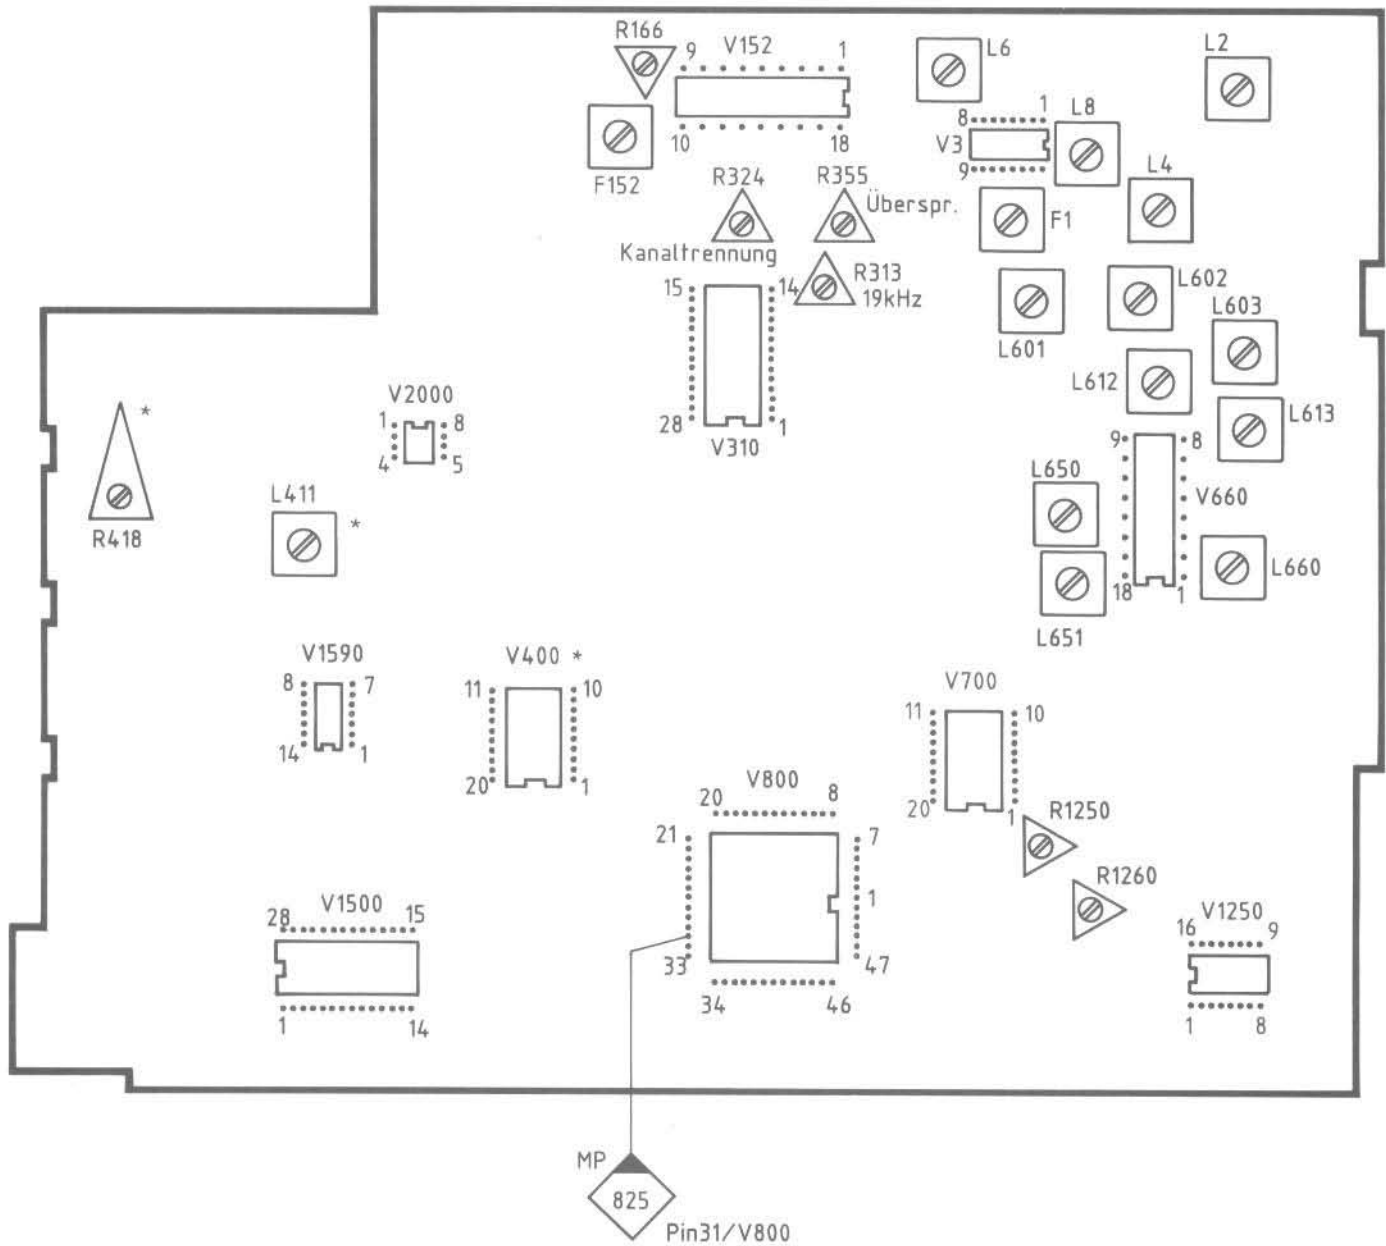 R166
9 V152 1
10 18
F152
L6
L2
8 1
V3
9
L8
L4
F1
R324
Kanaltrennung
R355
Überspr.
R313
19kHz
15 14
28 1
V310
L601
L602
L603
L612
L613
V2000
1 8
4 5
*
R418
L411
*
9 8
V660
18 1
L650
L651
L660
V1590
8 7
14 1
V400 *
11 10
20 1
V700
11 10
20 1
V800
20 8
21 7
1
33 47
34 46
R1250
R1260
V1500
28 15
1 14
V1250
16 9
1 8
MP
825
Pin31/V800